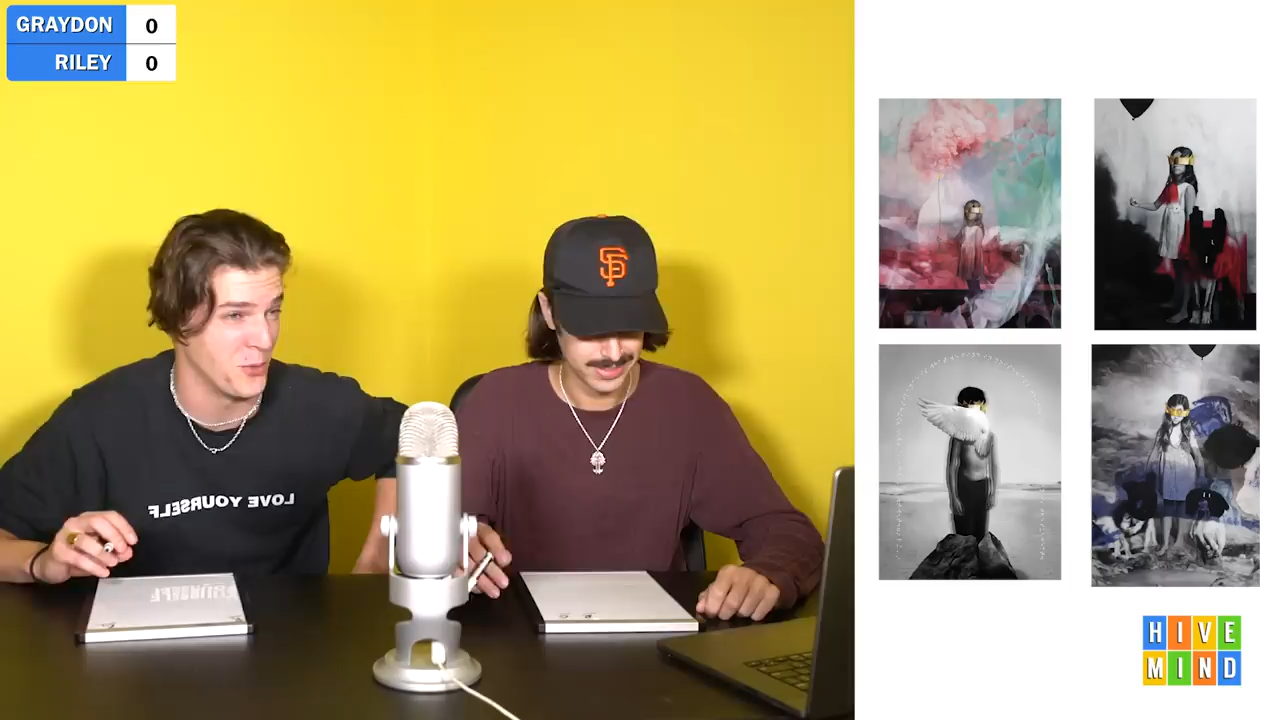 GRAYDON 0
RILEY 0
SF
LOVE YOURSELF
HIVE
MIND